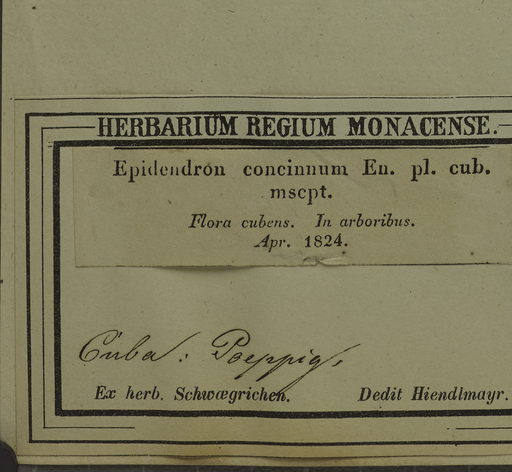 HERBARIUM REGIUM MONACENSE.
Epidendron concinnum En. pl. cub.
mscpt.
Flora cubens. In arboribus.
Apr. 1824.
Cuba. Poeppig.
Ex herb. Schwægrichen. Dedit Hiendlmayr.